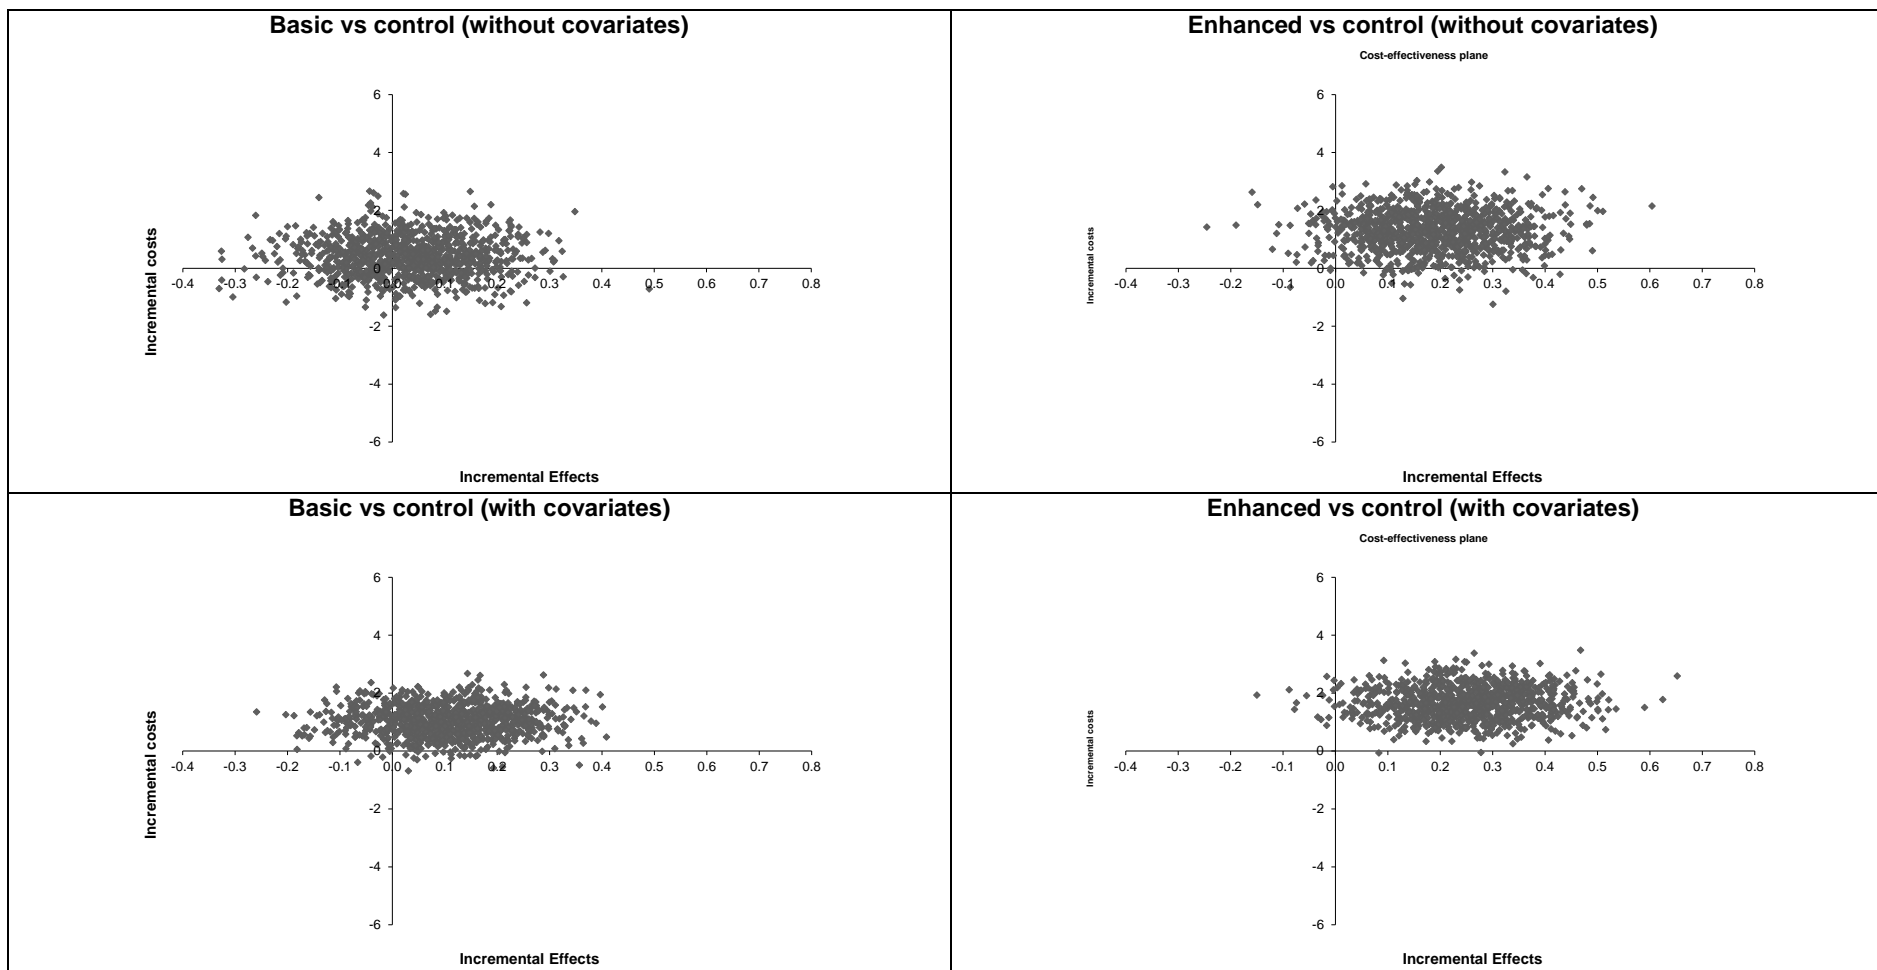 Basic vs control (without covariates)
6
4
2
0
-2
-4
-6
-0.4 -0.3 -0.2 -0.1 0.0 0.1 0.2 0.3 0.4 0.5 0.6 0.7 0.8
Incremental costs
Incremental Effects
Enhanced vs control (without covariates)
Cost-effectiveness plane
6
4
2
0
-2
-4
-6
-0.4 -0.3 -0.2 -0.1 0.0 0.1 0.2 0.3 0.4 0.5 0.6 0.7 0.8
Incremental costs
Incremental Effects
Basic vs control (with covariates)
6
4
2
0
-2
-4
-6
-0.4 -0.3 -0.2 -0.1 0.0 0.1 0.2 0.3 0.4 0.5 0.6 0.7 0.8
Incremental costs
Incremental Effects
Enhanced vs control (with covariates)
Cost-effectiveness plane
6
4
2
0
-2
-4
-6
-0.4 -0.3 -0.2 -0.1 0.0 0.1 0.2 0.3 0.4 0.5 0.6 0.7 0.8
Incremental costs
Incremental Effects